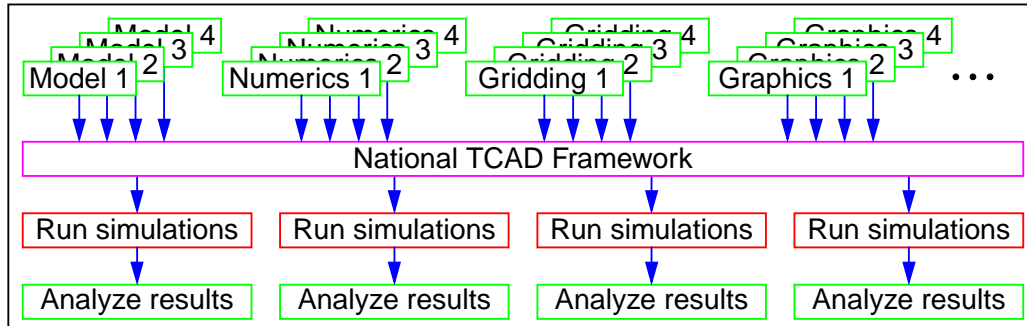 Model 4 Numerics 4 Gridding 4 Graphics 4
Model 3 Numerics 3 Gridding 3 Graphics 3
Model 2 Numerics 2 Gridding 2 Graphics 2
Model 1 Numerics 1 Gridding 1 Graphics 1 ...
National TCAD Framework
Run simulations Run simulations Run simulations Run simulations
Analyze results Analyze results Analyze results Analyze results